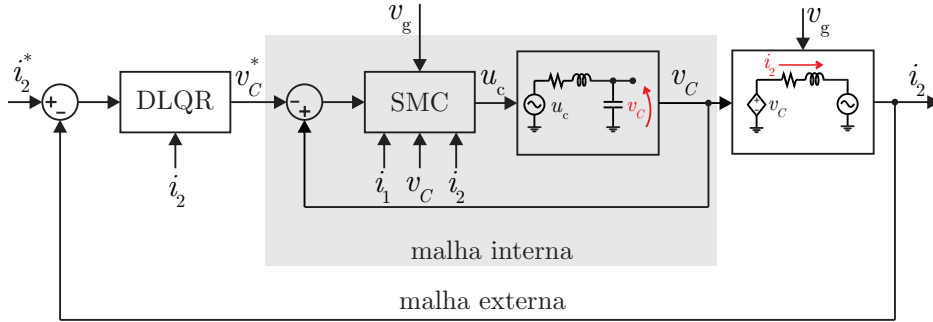 v_g
v_g
i_2^*
v_C^*
u_c
v_C
i_2
i_2
+
−
DLQR
−
+
SMC
u_c
v_C
+
−
v_C
i_2
i_1
v_C
i_2
malha interna
malha externa